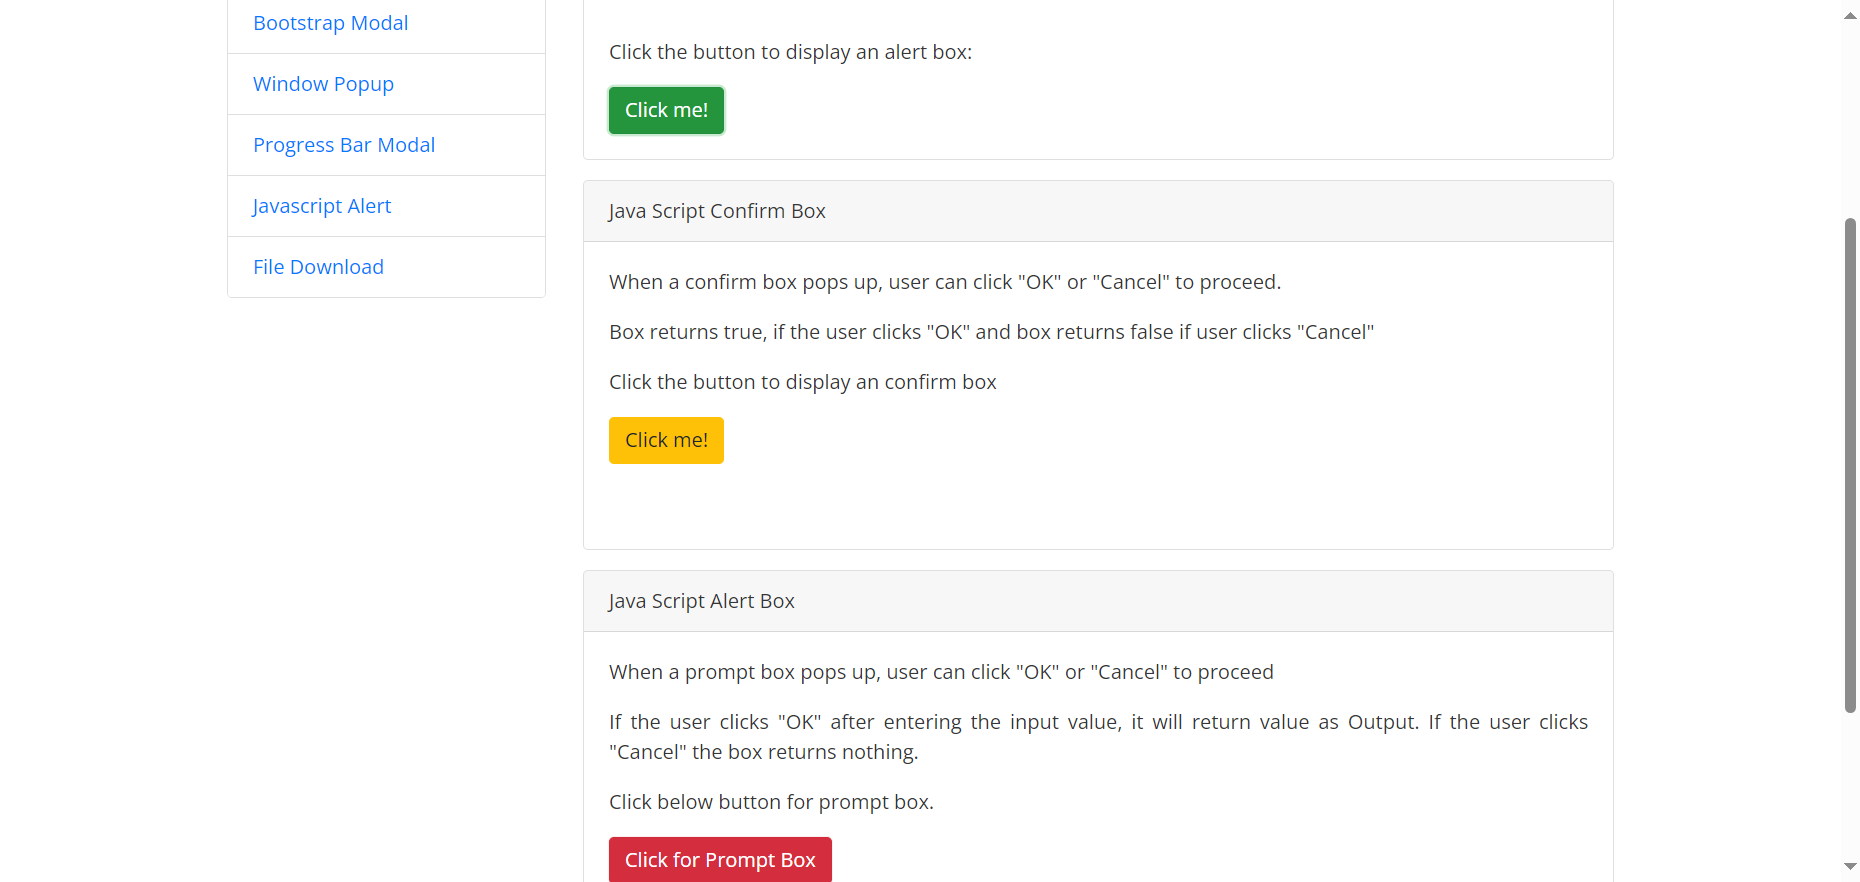 Bootstrap Modal
Window Popup
Progress Bar Modal
Javascript Alert
File Download
Click the button to display an alert box:
Click me!
Java Script Confirm Box
When a confirm box pops up, user can click "OK" or "Cancel" to proceed.
Box returns true, if the user clicks "OK" and box returns false if user clicks "Cancel"
Click the button to display an confirm box
Click me!
Java Script Alert Box
When a prompt box pops up, user can click "OK" or "Cancel" to proceed
If the user clicks "OK" after entering the input value, it will return value as Output. If the user clicks
"Cancel" the box returns nothing.
Click below button for prompt box.
Click for Prompt Box